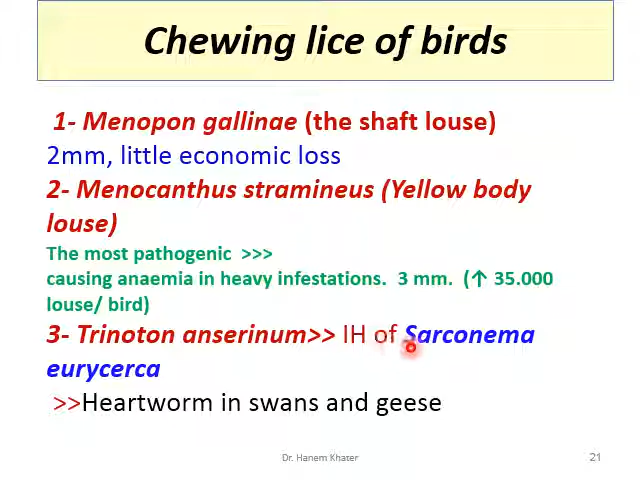 Chewing lice of birds
1- Menopon gallinae (the shaft louse)
2mm, little economic loss
2- Menocanthus stramineus (Yellow body
louse)
The most pathogenic >>>
causing anaemia in heavy infestations. 3 mm. (↑ 35.000
louse/ bird)
3- Trinoton anserinum>> IH of Sarconema
eurycerca
>>Heartworm in swans and geese
Dr. Hanem Khater
21